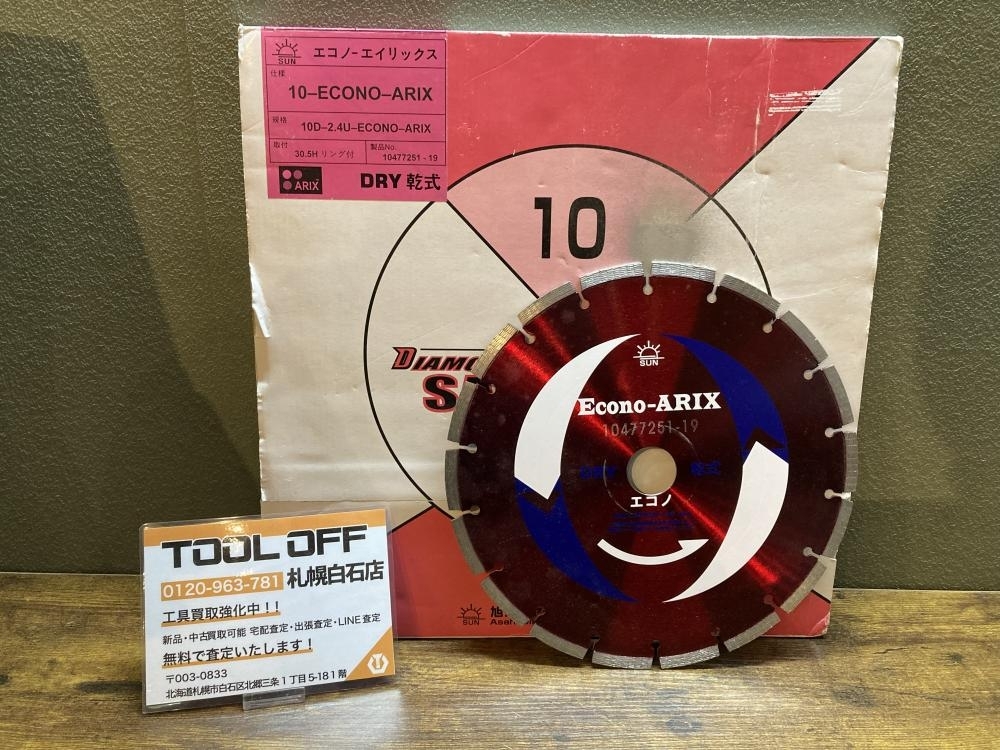 SUN
エコノ-エイリックス
仕様
10-ECONO-ARIX
規格
10D-2.4U-ECONO-ARIX
取付
30.5H リング付
製品No.
10477251-19
ARIX
DRY 乾式
10
SUN
Econo-ARIX
10477251-19
乾式
エコノ
SUN
旭
TOOL OFF
0120-963-781 札幌白石店
工具買取強化中!!
新品・中古買取可能 宅配査定・出張査定・LINE査定
無料で査定いたします!
〒003-0833
北海道札幌市白石区北郷三条1丁目5-18 1階